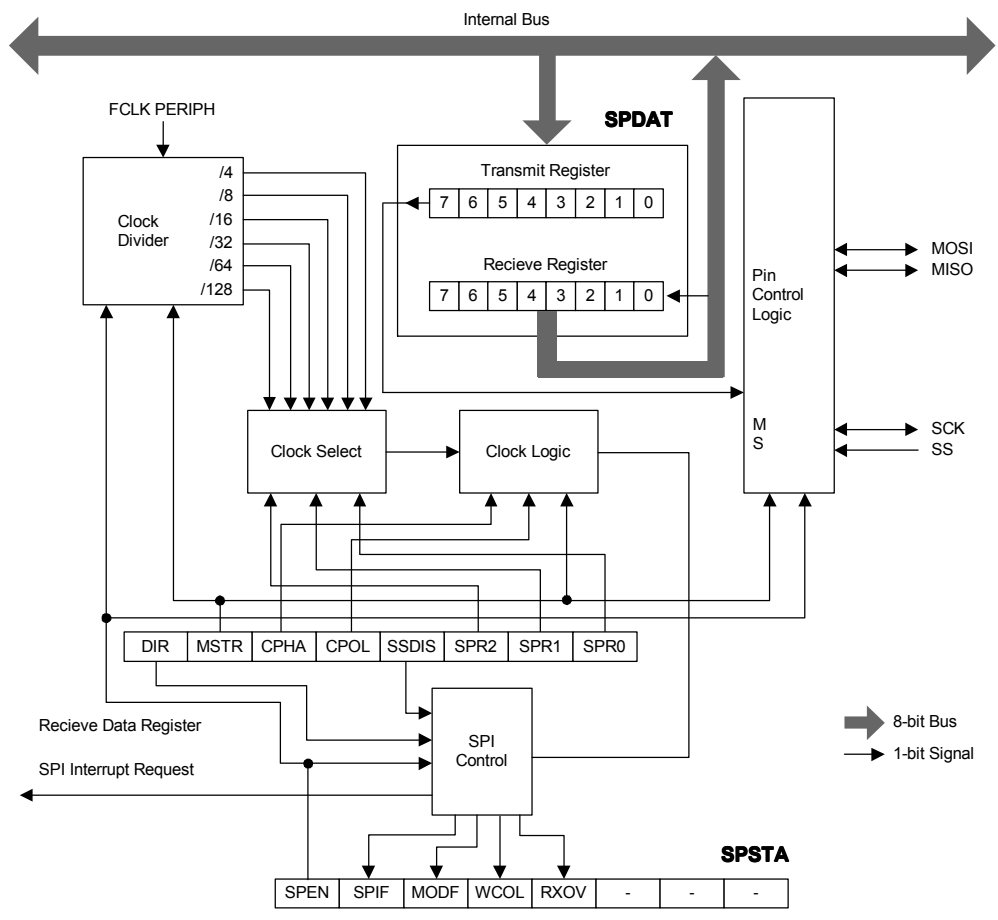 Internal Bus
FCLK PERIPH
SPDAT
Clock
Divider
/4
/8
/16
/32
/64
/128
Transmit Register
7 6 5 4 3 2 1 0
Recieve Register
7 6 5 4 3 2 1 0
Pin
Control
Logic
M
S
MOSI
MISO
SCK
SS
Clock Select
Clock Logic
DIR MSTR CPHA CPOL SSDIS SPR2 SPR1 SPR0
Recieve Data Register
SPI Interrupt Request
SPI
Control
8-bit Bus
1-bit Signal
SPSTA
SPEN SPIF MODF WCOL RXOV - - -